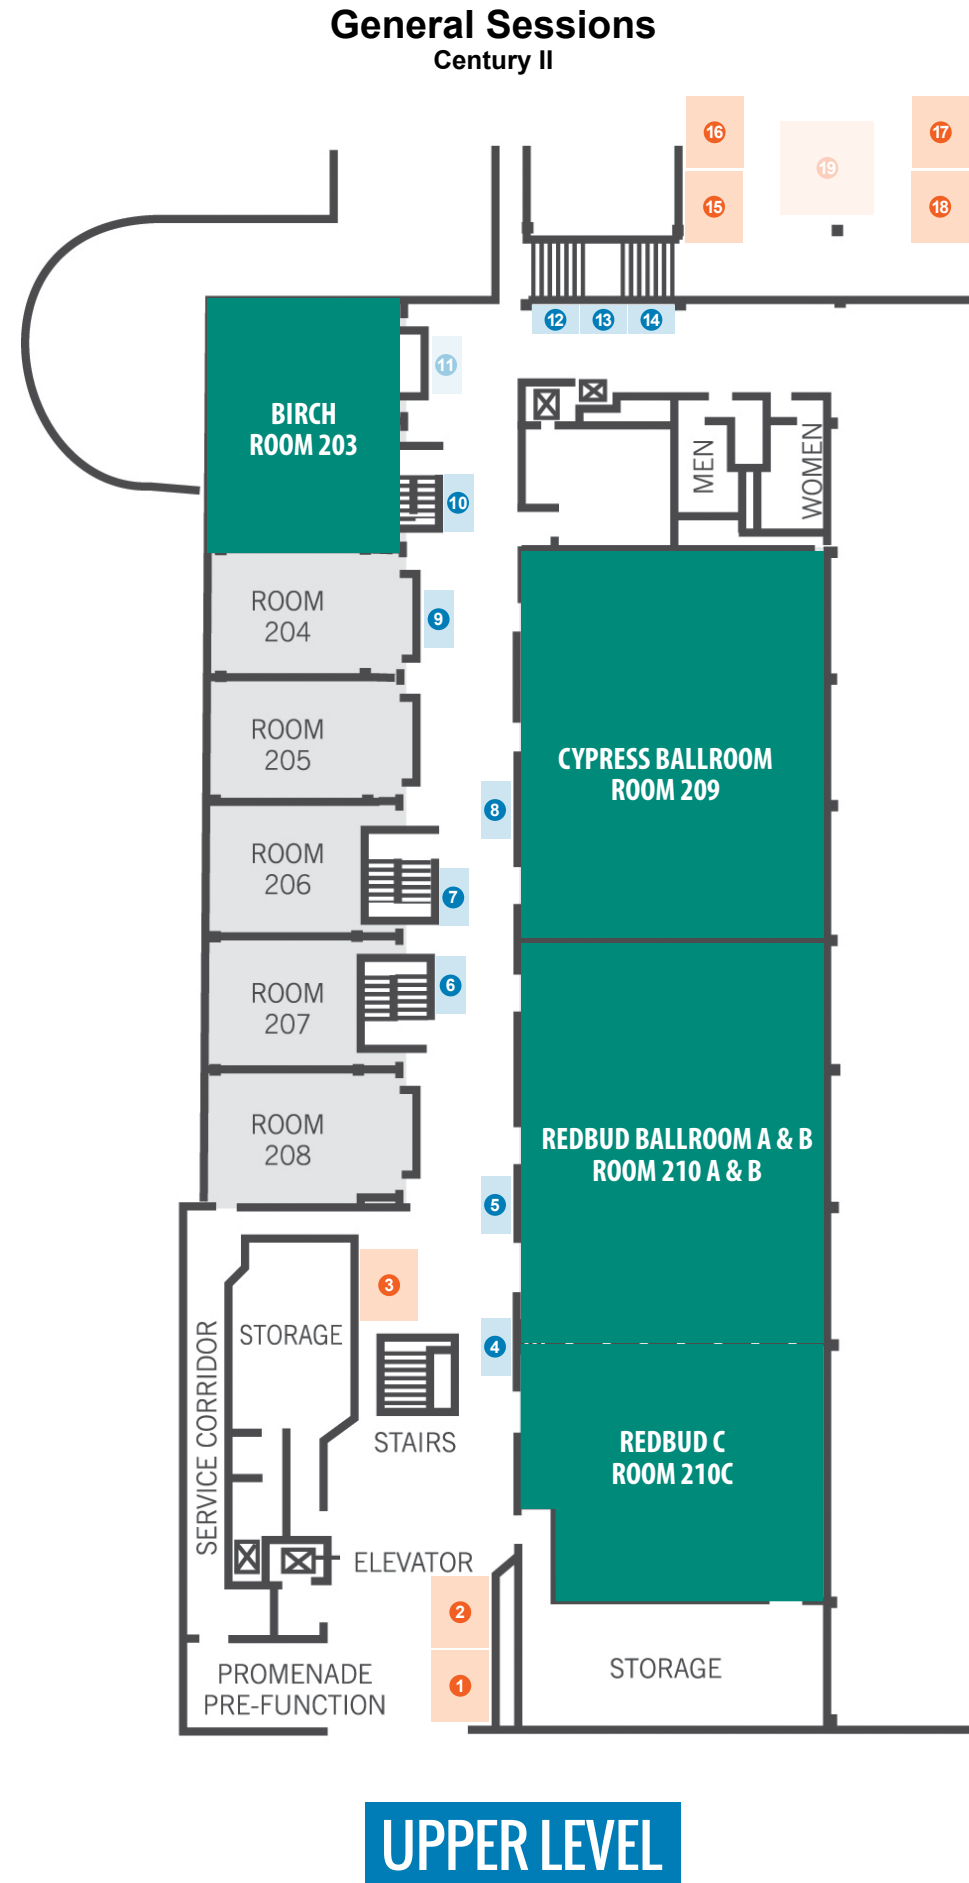 General Sessions
Century II
16
17
19
15
18
12
13
14
11
BIRCH
ROOM 203
MEN
WOMEN
10
ROOM
204
9
ROOM
205
CYPRESS BALLROOM
ROOM 209
8
ROOM
206
7
6
ROOM
207
ROOM
208
REDBUD BALLROOM A & B
ROOM 210 A & B
5
3
STORAGE
4
SERVICE CORRIDOR
STAIRS
REDBUD C
ROOM 210C
ELEVATOR
2
PROMENADE
PRE-FUNCTION
1
STORAGE
UPPER LEVEL